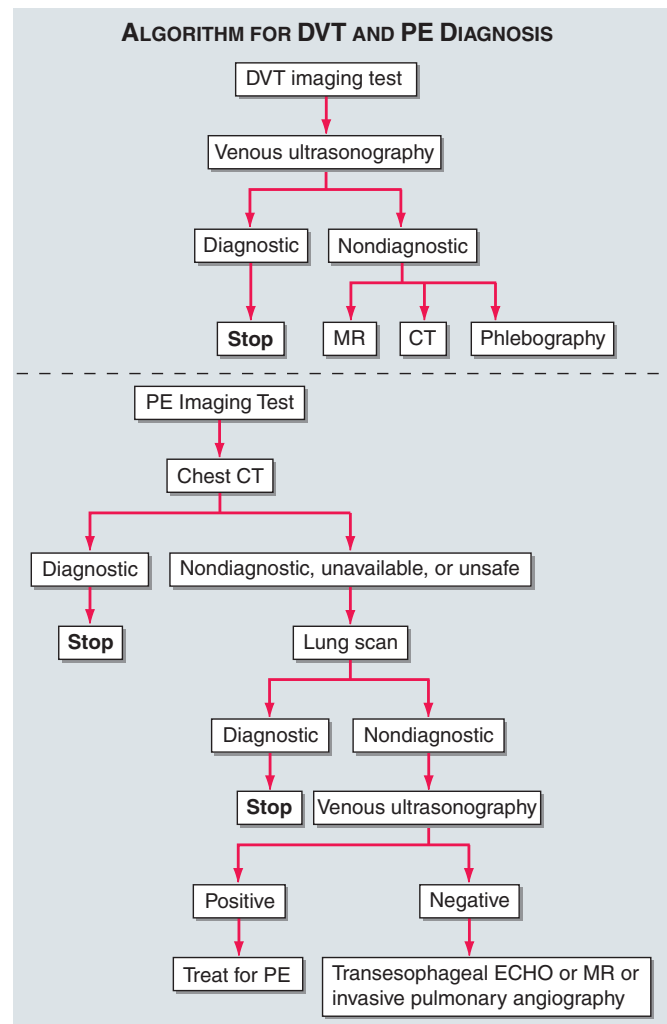 ALGORITHM FOR DVT AND PE DIAGNOSIS
DVT imaging test
Venous ultrasonography
Diagnostic
Nondiagnostic
Stop
MR
CT
Phlebography
PE Imaging Test
Chest CT
Diagnostic
Nondiagnostic, unavailable, or unsafe
Stop
Lung scan
Diagnostic
Nondiagnostic
Stop
Venous ultrasonography
Positive
Negative
Treat for PE
Transesophageal ECHO or MR or
invasive pulmonary angiography